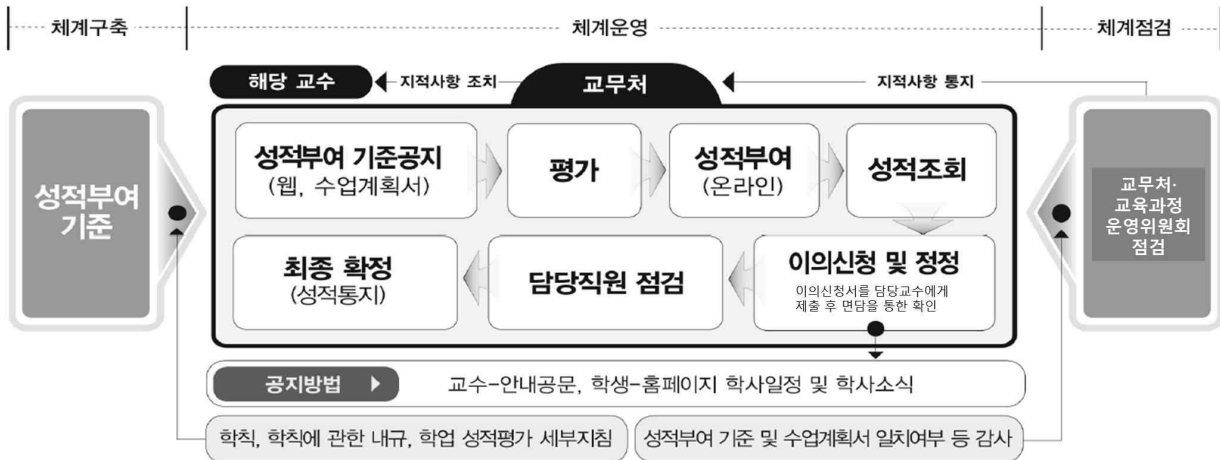 체계구축
체계운영
체계점검
해당 교수
지적사항 조치
교무처
지적사항 통지
성적부여
기준
성적부여 기준공지
(웹, 수업계획서)
평가
성적부여
(온라인)
성적조회
최종 확정
(성적통지)
담당직원 점검
이의신청 및 정정
이의신청서를 담당교수에게
제출 후 면담을 통한 확인
교무처·
교육과정
운영위원회
점검
공지방법
교수-안내공문, 학생-홈페이지 학사일정 및 학사소식
학칙, 학칙에 관한 내규, 학업 성적평가 세부지침
성적부여 기준 및 수업계획서 일치여부 등 감사